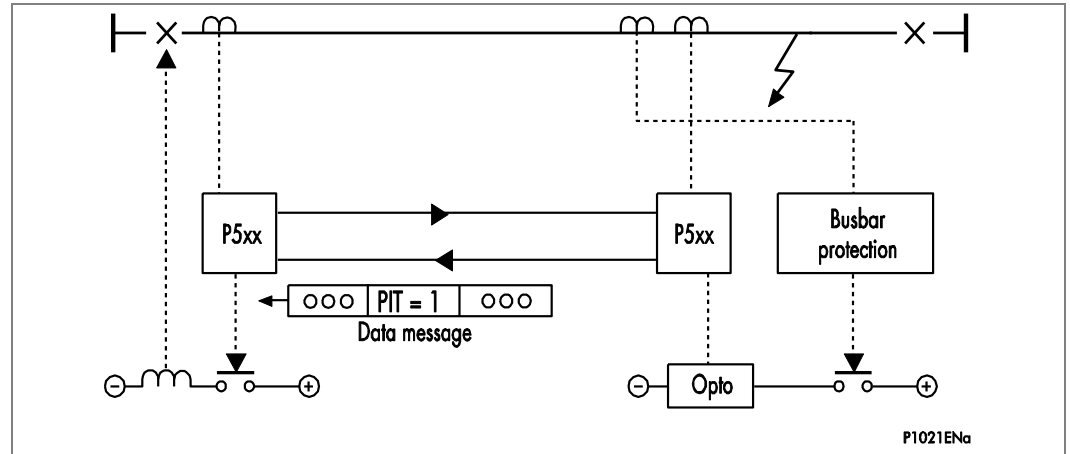 P5xx
P5xx
Busbar
protection
ooo PIT = 1 ooo
Data message
− + − Opto +
P1021ENa